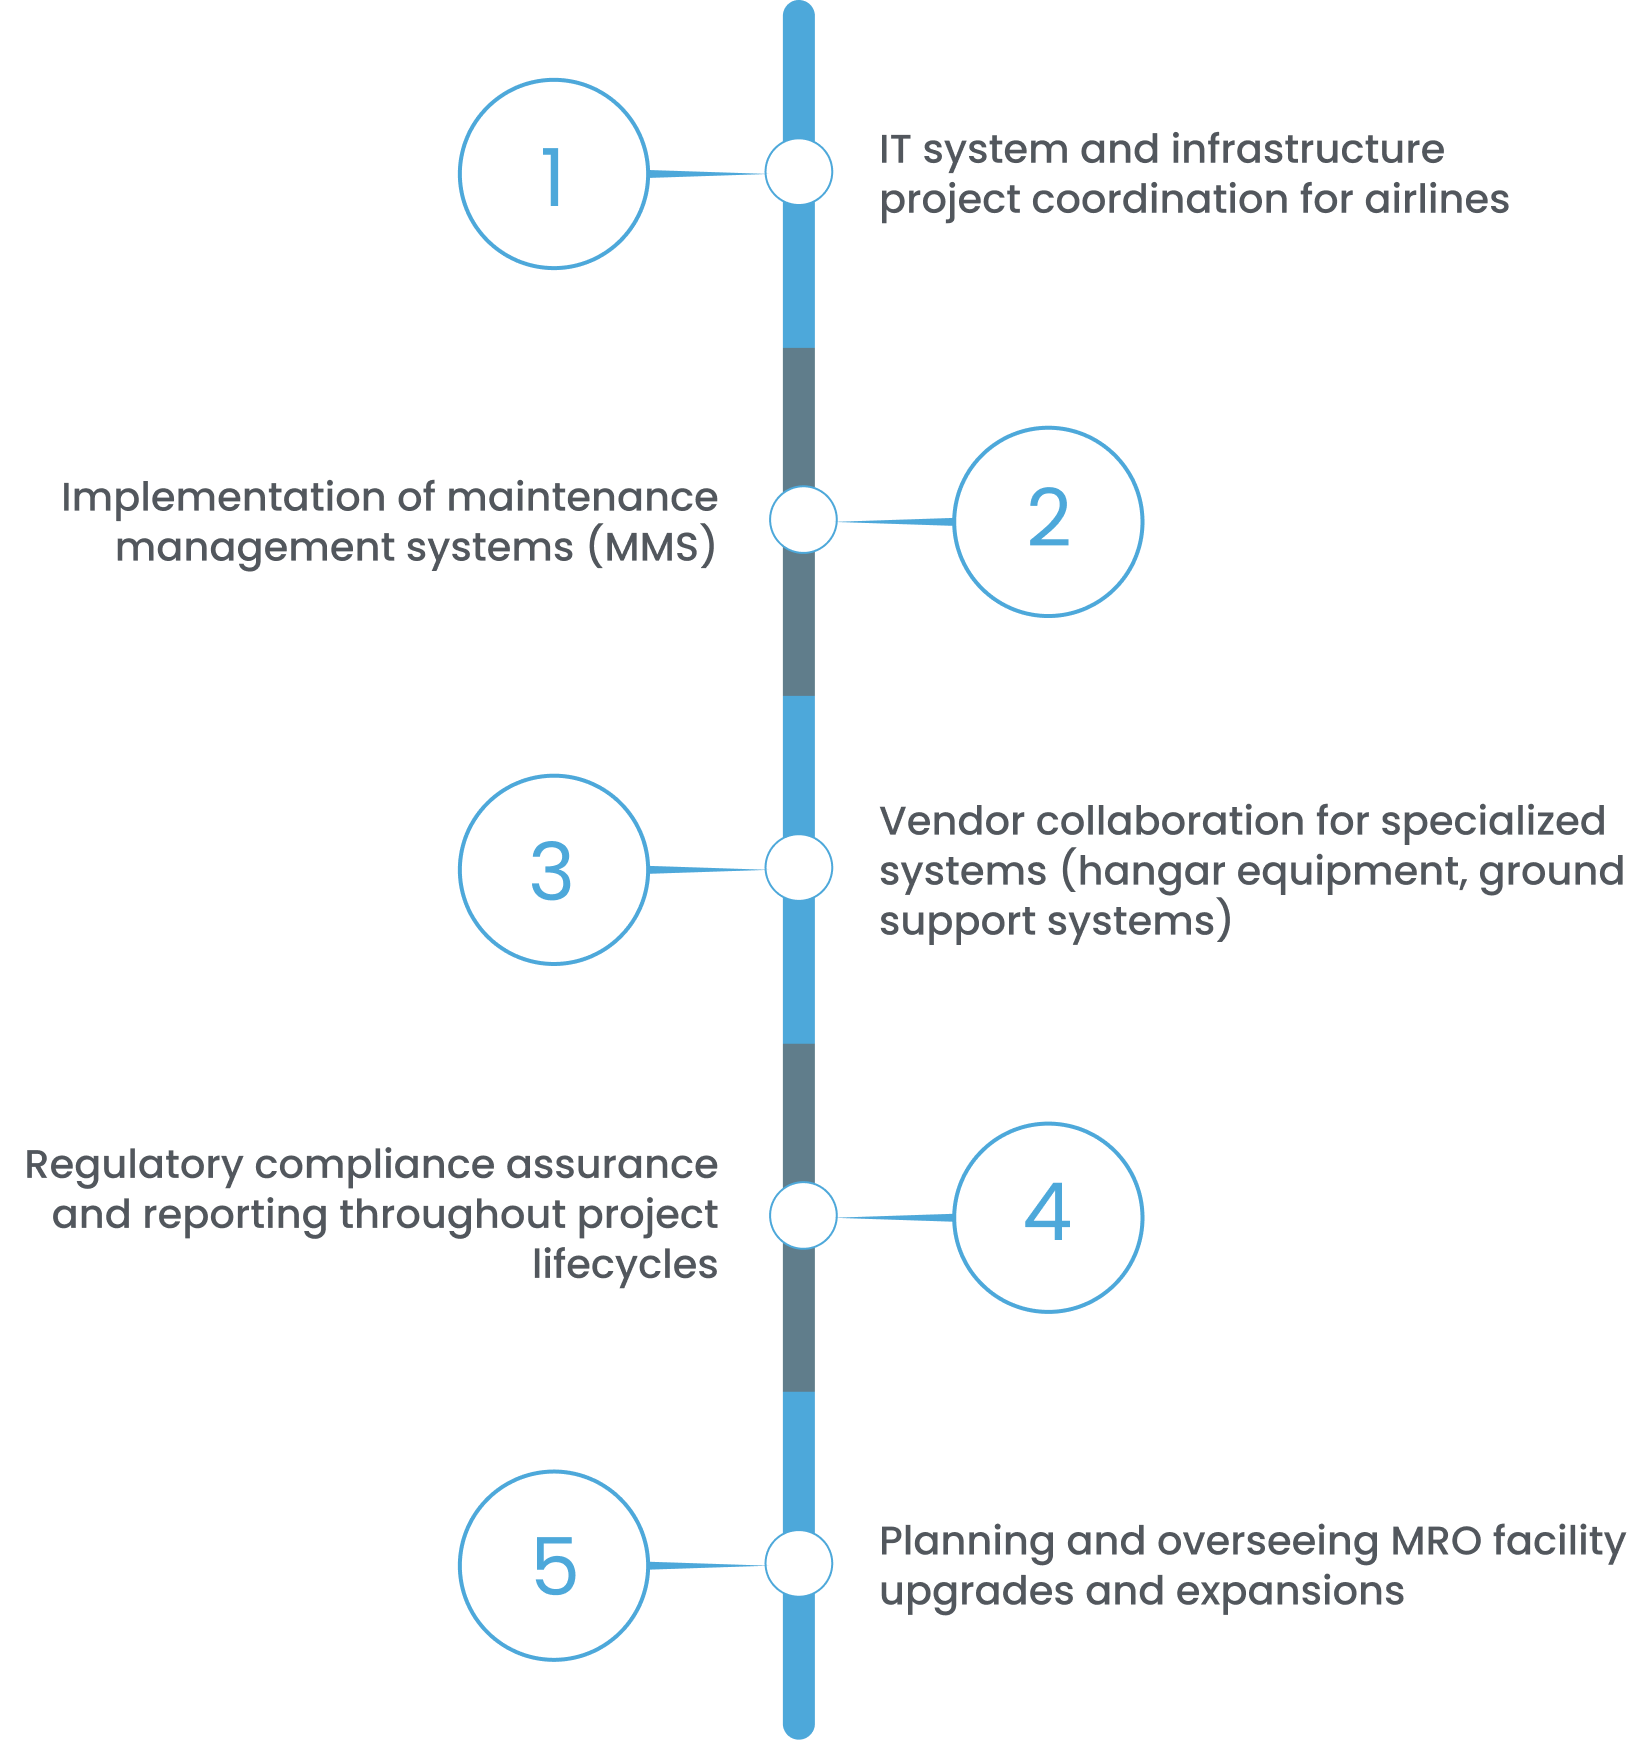 1
IT system and infrastructure
project coordination for airlines
Implementation of maintenance
management systems (MMS)
2
3
Vendor collaboration for specialized
systems (hangar equipment, ground
support systems)
Regulatory compliance assurance
and reporting throughout project
lifecycles
4
5
Planning and overseeing MRO facility
upgrades and expansions